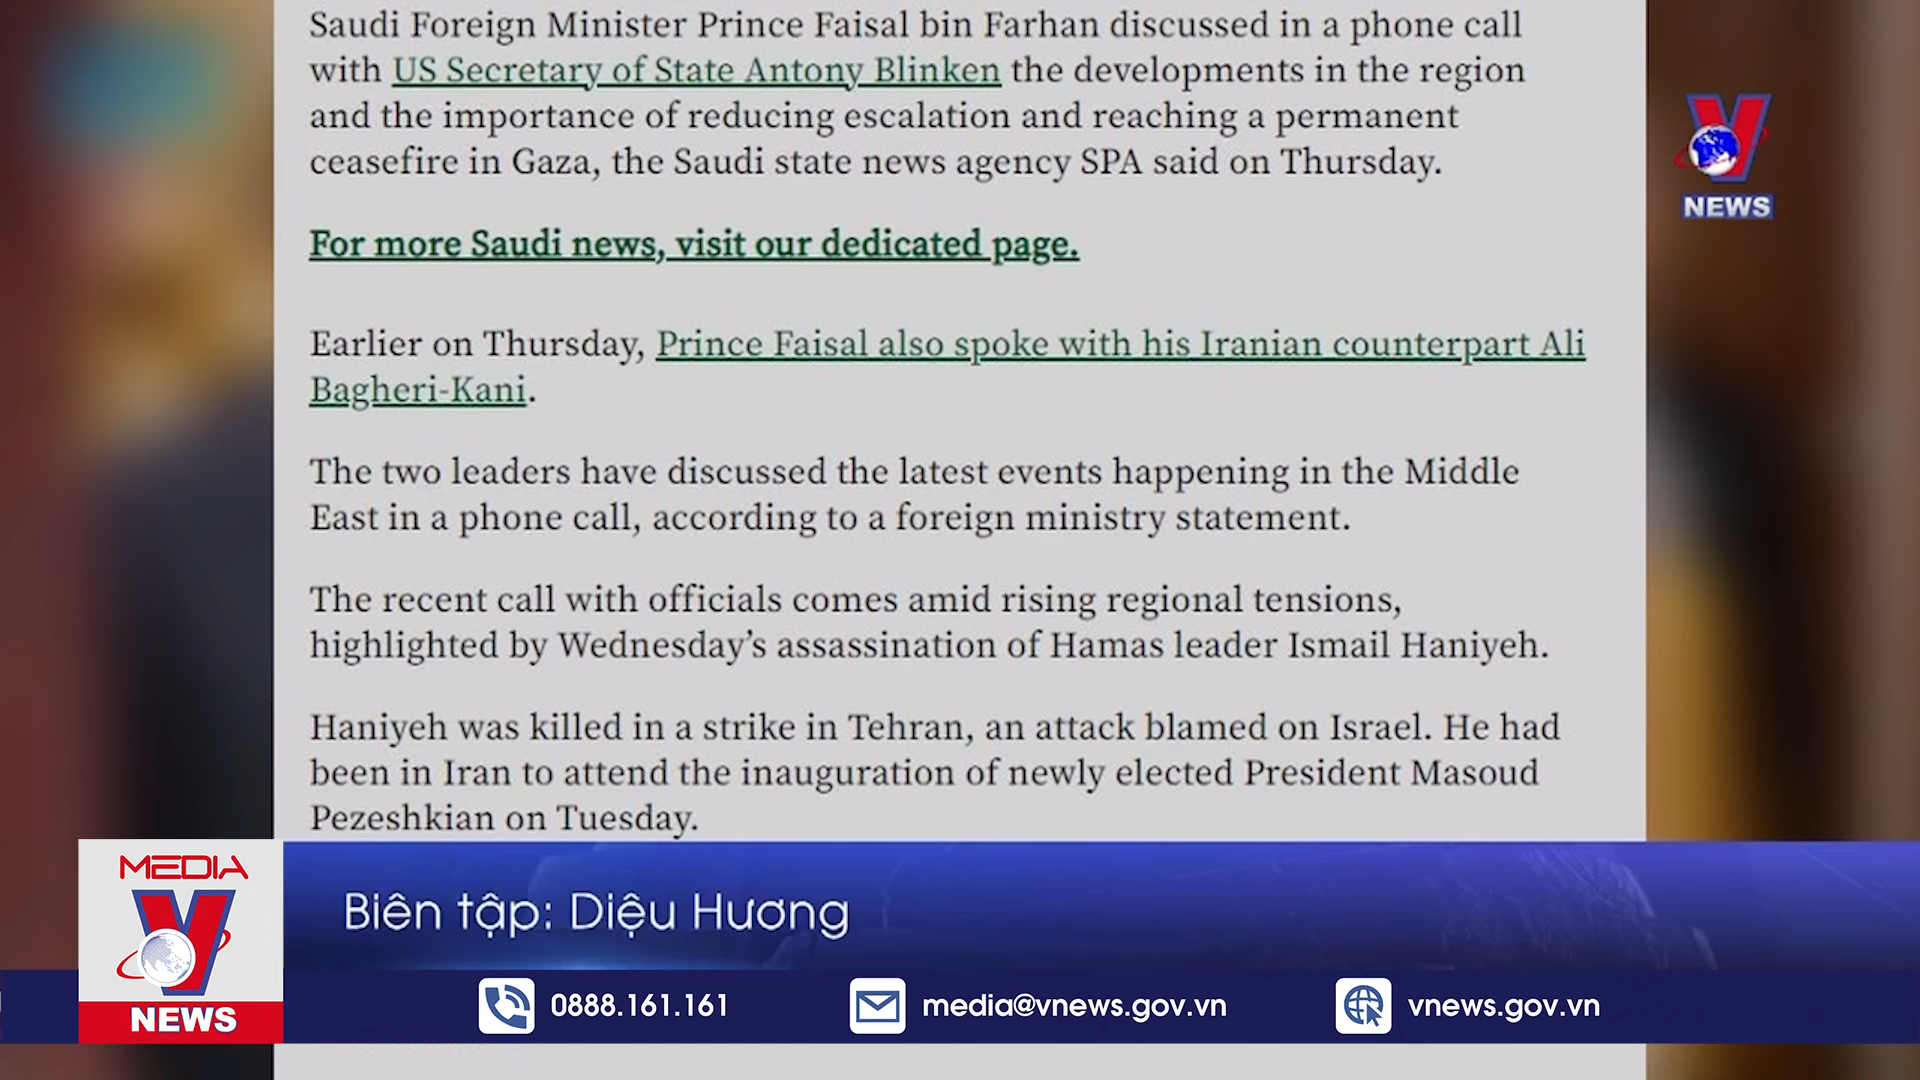 Saudi Foreign Minister Prince Faisal bin Farhan discussed in a phone call
with US Secretary of State Antony Blinken the developments in the region
and the importance of reducing escalation and reaching a permanent
ceasefire in Gaza, the Saudi state news agency SPA said on Thursday.
V
NEWS
For more Saudi news, visit our dedicated page.
Earlier on Thursday, Prince Faisal also spoke with his Iranian counterpart Ali
Bagheri-Kani.
The two leaders have discussed the latest events happening in the Middle
East in a phone call, according to a foreign ministry statement.
The recent call with officials comes amid rising regional tensions,
highlighted by Wednesday’s assassination of Hamas leader Ismail Haniyeh.
Haniyeh was killed in a strike in Tehran, an attack blamed on Israel. He had
been in Iran to attend the inauguration of newly elected President Masoud
Pezeshkian on Tuesday.
MEDIA
V
NEWS
Biên tập: Diệu Hương
0888.161.161
media@vnews.gov.vn
vnews.gov.vn